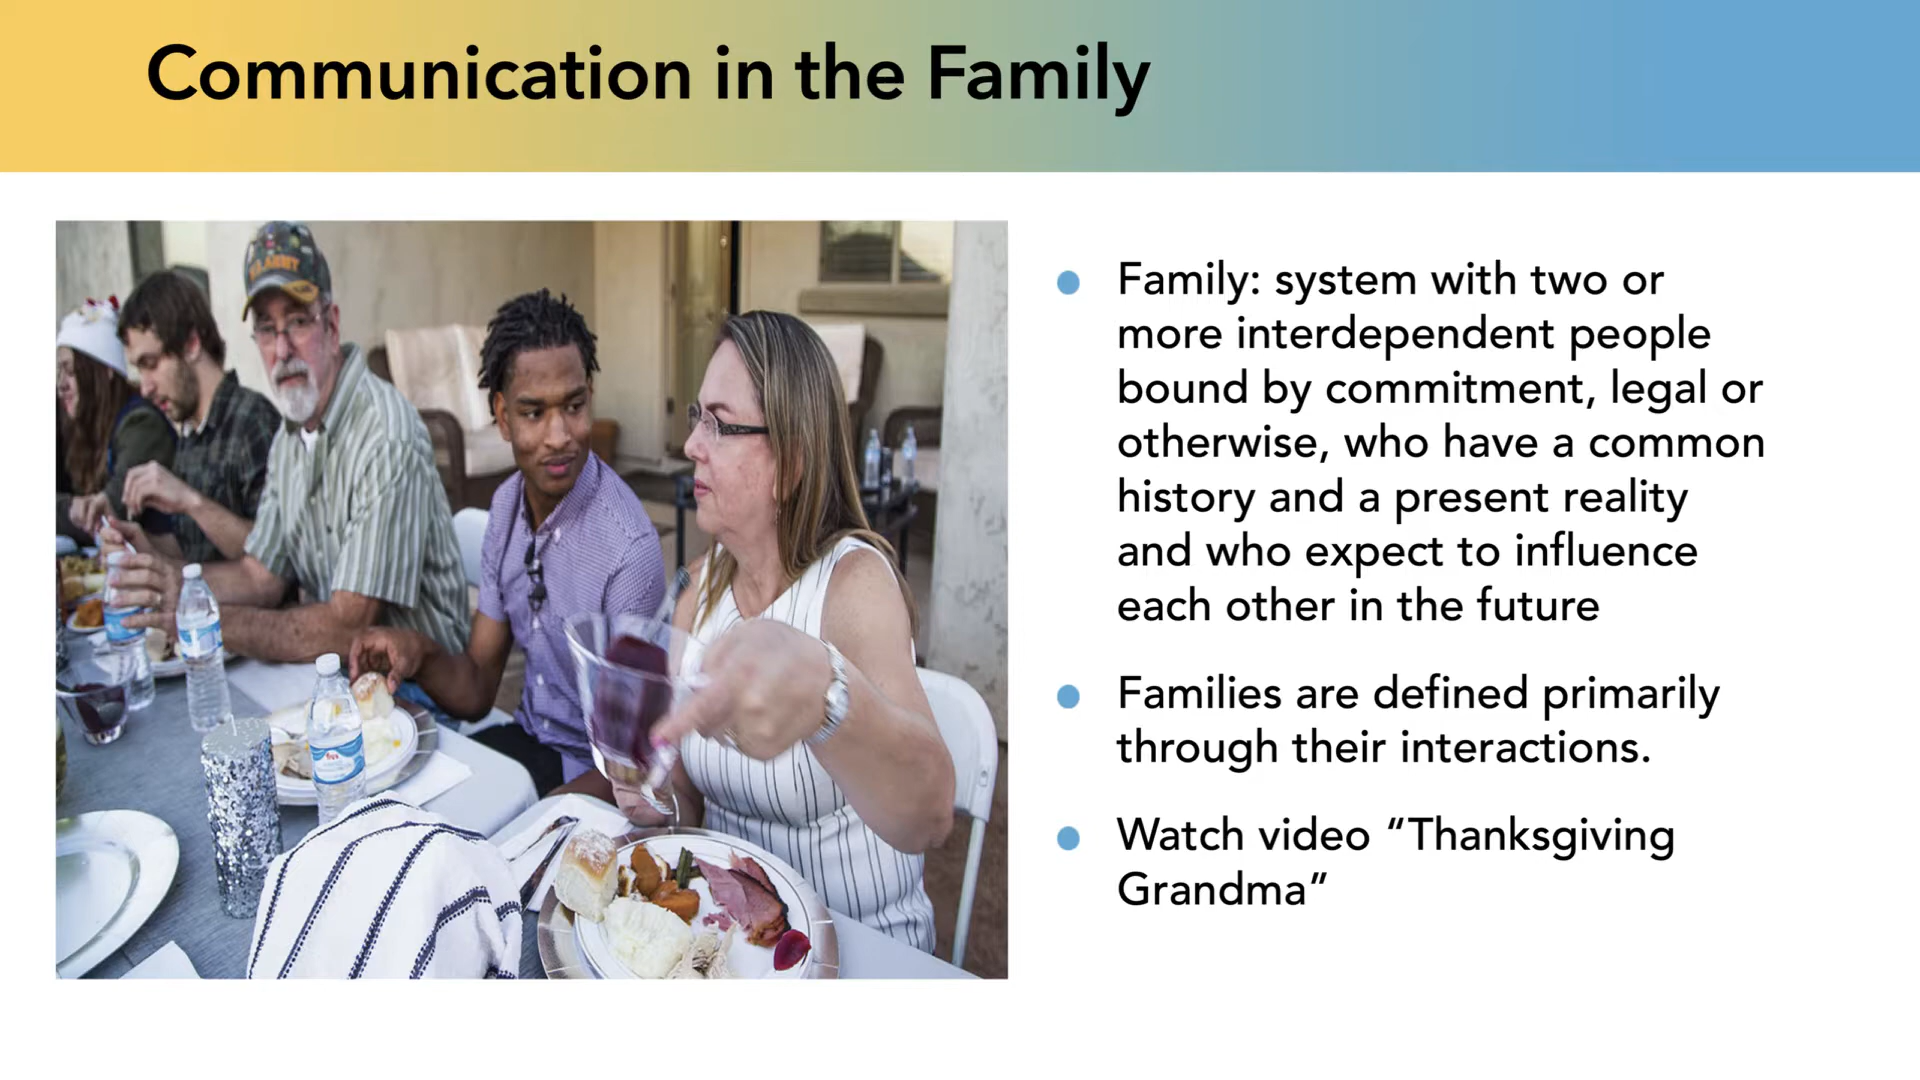 Communication in the Family
Family: system with two or
more interdependent people
bound by commitment, legal or
otherwise, who have a common
history and a present reality
and who expect to influence
each other in the future
Families are defined primarily
through their interactions.
Watch video “Thanksgiving
Grandma”